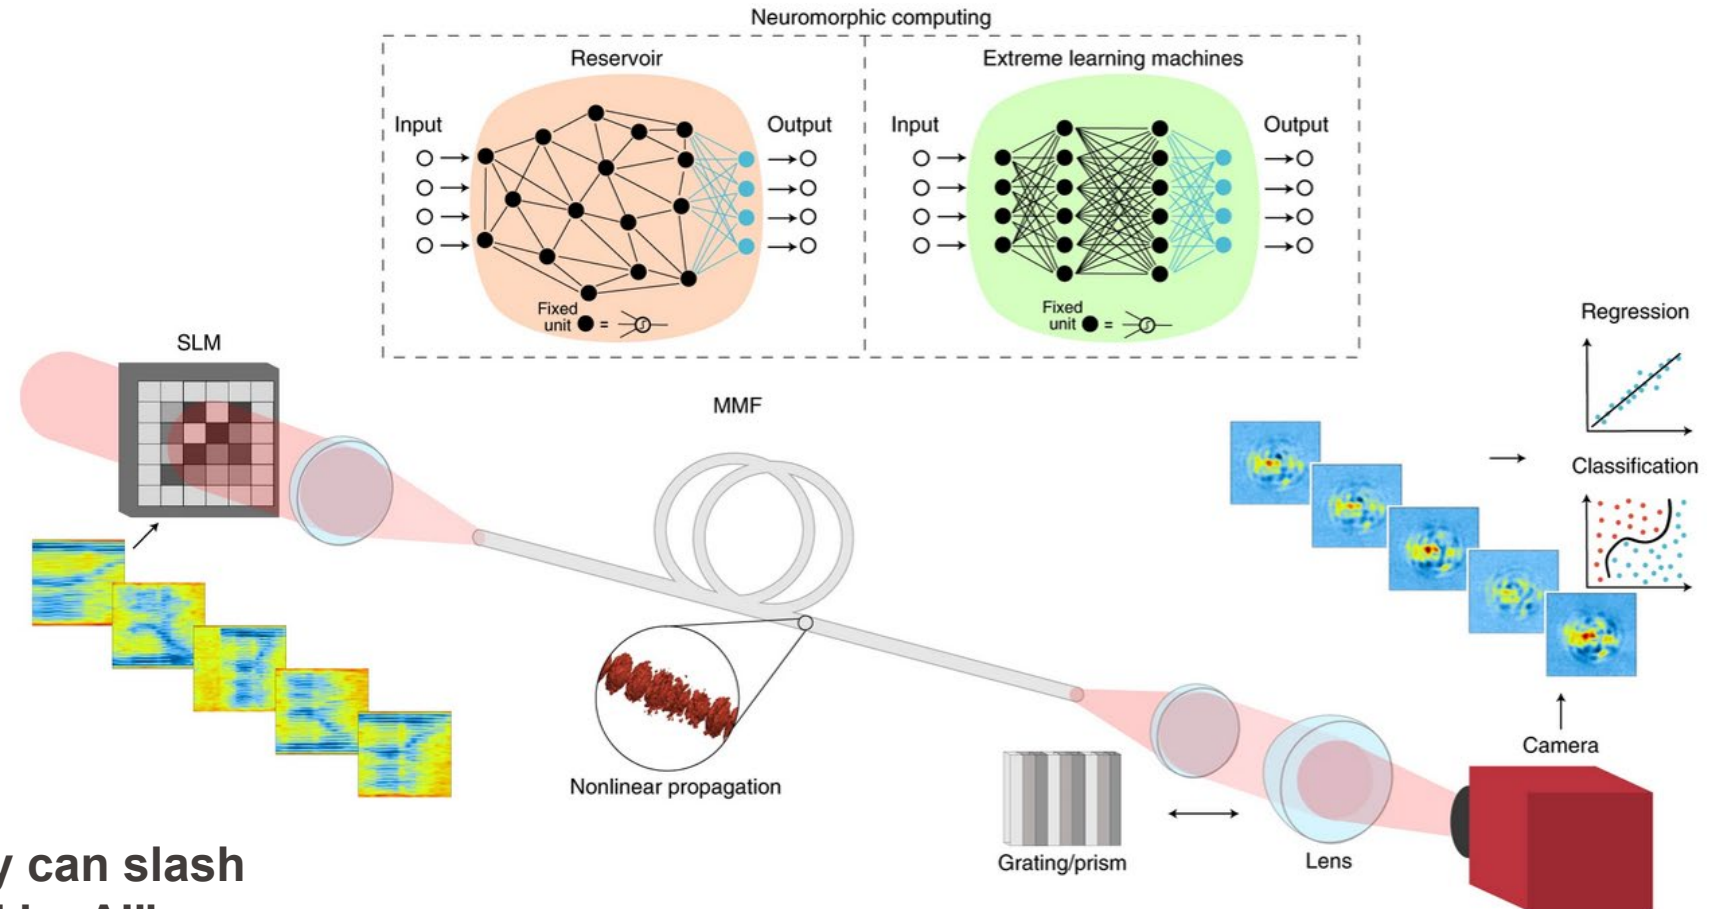 Neuromorphic computing
Reservoir
Extreme learning machines
Input
Output
Input
Output
Fixed
unit =
Fixed
unit =
SLM
MMF
Regression
Classification
Nonlinear propagation
Grating/prism
Lens
Camera
y can slash